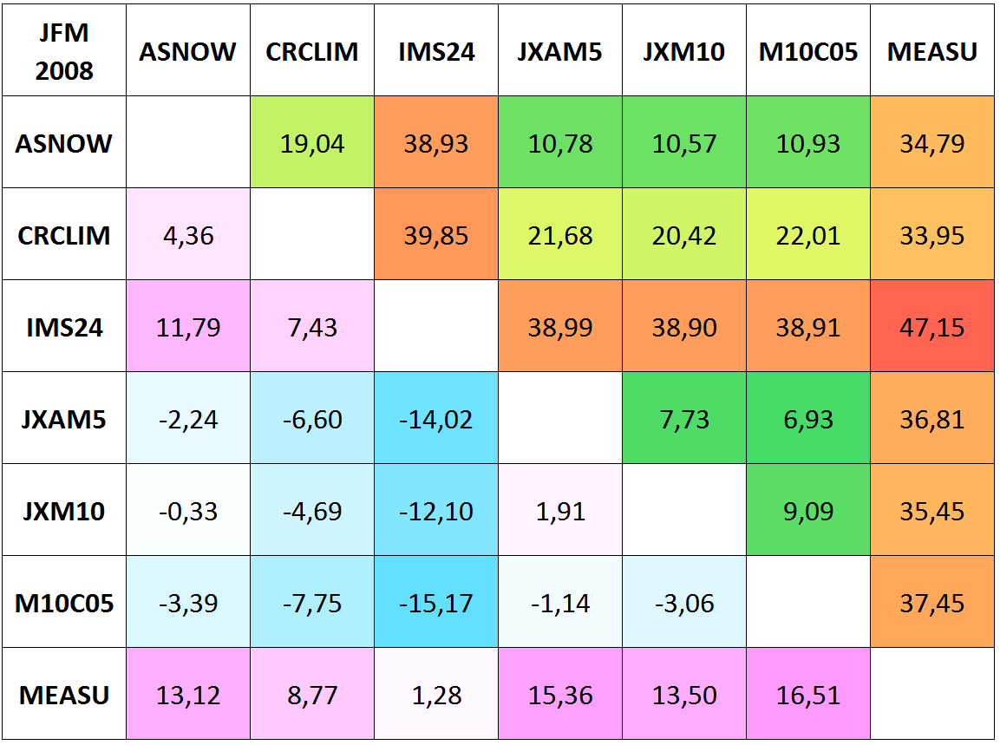 JFM 2008 ASNOW CRCLIM IMS24 JXAM5 JXM10 M10C05 MEASU
ASNOW 19,04 38,93 10,78 10,57 10,93 34,79
CRCLIM 4,36 39,85 21,68 20,42 22,01 33,95
IMS24 11,79 7,43 38,99 38,90 38,91 47,15
JXAM5 -2,24 -6,60 -14,02 7,73 6,93 36,81
JXM10 -0,33 -4,69 -12,10 1,91 9,09 35,45
M10C05 -3,39 -7,75 -15,17 -1,14 -3,06 37,45
MEASU 13,12 8,77 1,28 15,36 13,50 16,51